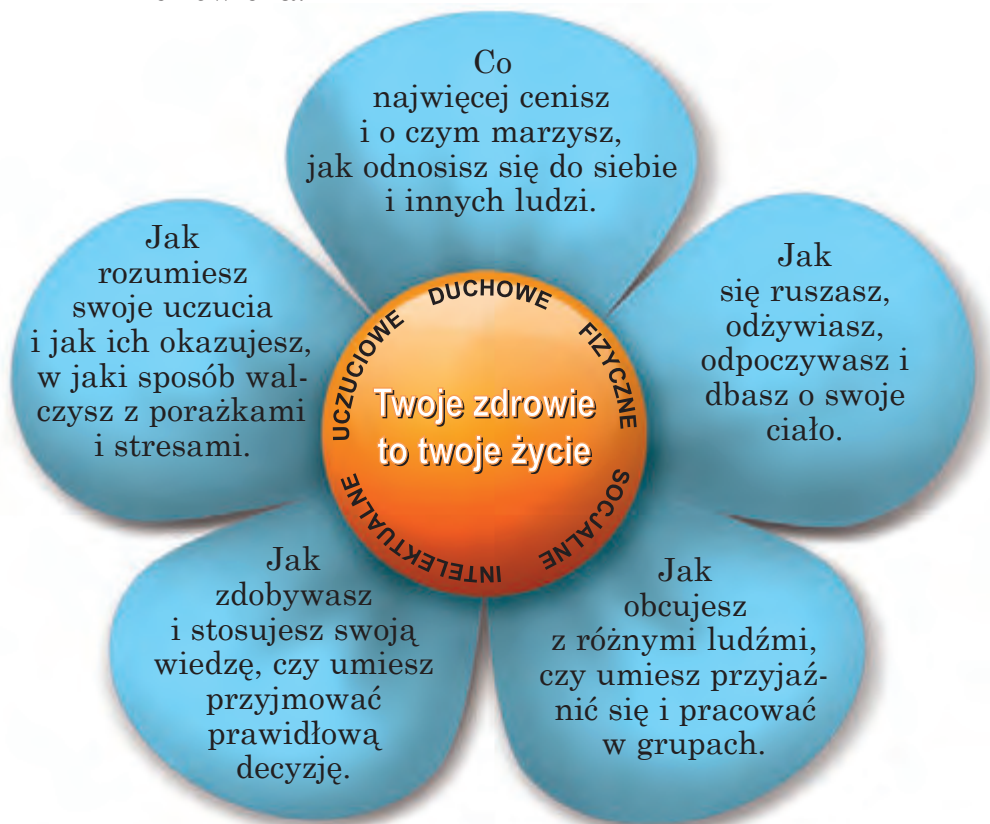 Co
najwięcej cenisz
i o czym marzysz,
jak odnosisz się do siebie
i innych ludzi.
Jak
rozumiesz
swoje uczucia
i jak ich okazujesz,
w jaki sposób wal-
czysz z porażkami
i stresami.
Jak
się ruszasz,
odżywiasz,
odpoczywasz i
dbasz o swoje
ciało.
UCZUCIOWE
DUCHOWE
FIZYCZNE
SOCJALNE
INTELEKTUALNE
Twoje zdrowie
to twoje życie
Jak
zdobywasz
i stosujesz swoją
wiedzę, czy umiesz
przyjmować
prawidłową
decyzję.
Jak
obcujesz
z różnymi ludźmi,
czy umiesz przyjaź-
nić się i pracować
w grupach.